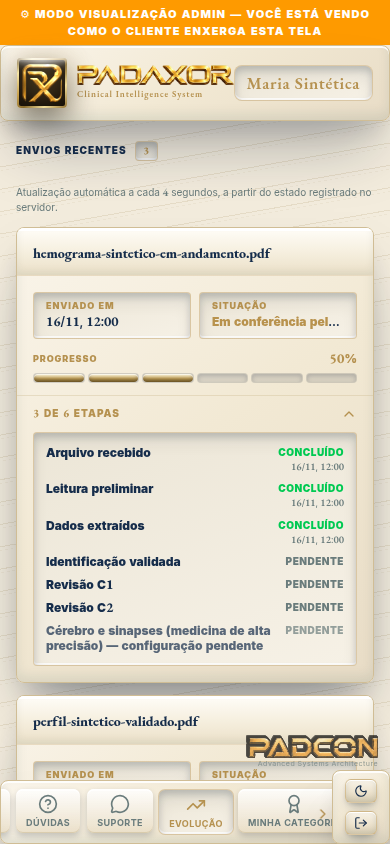 ⚙ MODO VISUALIZAÇÃO ADMIN — VOCÊ ESTÁ VENDO
COMO O CLIENTE ENXERGA ESTA TELA
PADAXOR
Clinical Intelligence System
Maria Sintética
ENVIOS RECENTES 3
Atualização automática a cada 4 segundos, a partir do estado registrado no
servidor.
hemograma-sintetico-em-andamento.pdf
ENVIADO EM
16/11, 12:00
SITUAÇÃO
Em conferência pel...
PROGRESSO 50%
3 DE 6 ETAPAS
Arquivo recebido CONCLUÍDO
16/11, 12:00
Leitura preliminar CONCLUÍDO
16/11, 12:00
Dados extraídos CONCLUÍDO
16/11, 12:00
Identificação validada PENDENTE
Revisão C1 PENDENTE
Revisão C2 PENDENTE
Cérebro e sinapses (medicina de alta PENDENTE
precisão) — configuração pendente
perfil-sintetico-validado.pdf
PADCON
Advanced Systems Architecture
ENVIADO EM SITUAÇÃO
DÚVIDAS SUPORTE EVOLUÇÃO MINHA CATEGORI